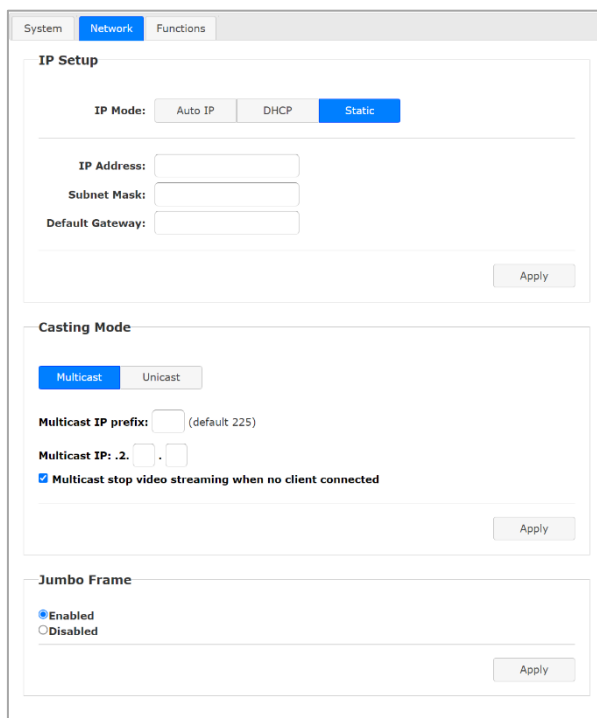 System Network Functions
IP Setup
IP Mode: Auto IP DHCP Static
IP Address:
Subnet Mask:
Default Gateway:
Apply
Casting Mode
Multicast Unicast
Multicast IP prefix: (default 225)
Multicast IP: .2. .
Multicast stop video streaming when no client connected
Apply
Jumbo Frame
Enabled
Disabled
Apply